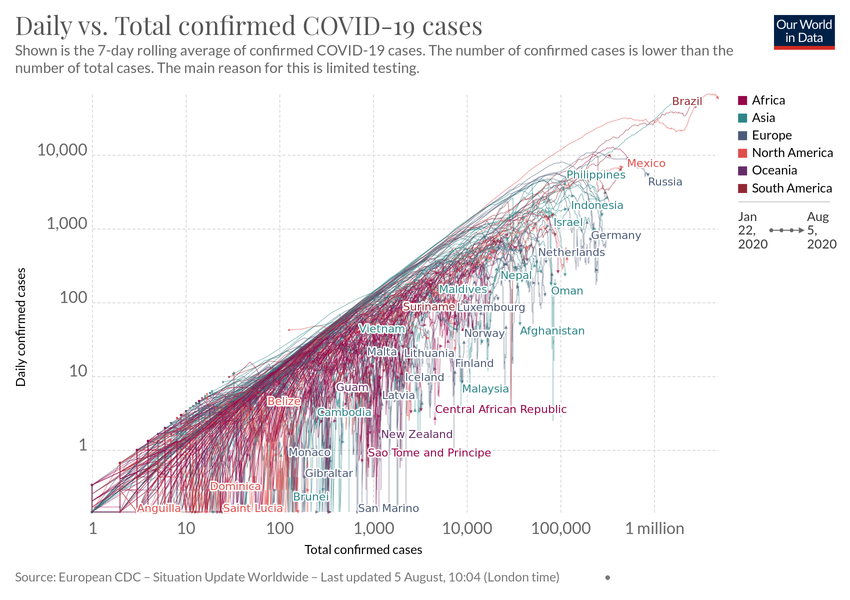 Daily vs. Total confirmed COVID-19 cases
Our World
in Data
Shown is the 7-day rolling average of confirmed COVID-19 cases. The number of confirmed cases is lower than the
number of total cases. The main reason for this is limited testing.
Brazil
Africa
Asia
Europe
North America
Oceania
South America
10,000
Mexico
Philippines
Russia
Indonesia
Jan
22,
2020
Aug
5,
2020
1,000
Israel
Germany
Netherlands
Nepal
Maldives
Oman
100
Suriname
Luxembourg
Vietnam
Norway
Afghanistan
Malta
Lithuania
Finland
10
Iceland
Guam
Latvia
Malaysia
Belize
Cambodia
Central African Republic
New Zealand
1
Monaco
Sao Tome and Principe
Gibraltar
Dominica
Brunei
Anguilla
Saint Lucia
San Marino
Daily confirmed cases
1
10
100
1,000
10,000
100,000
1 million
Total confirmed cases
Source: European CDC – Situation Update Worldwide – Last updated 5 August, 10:04 (London time)